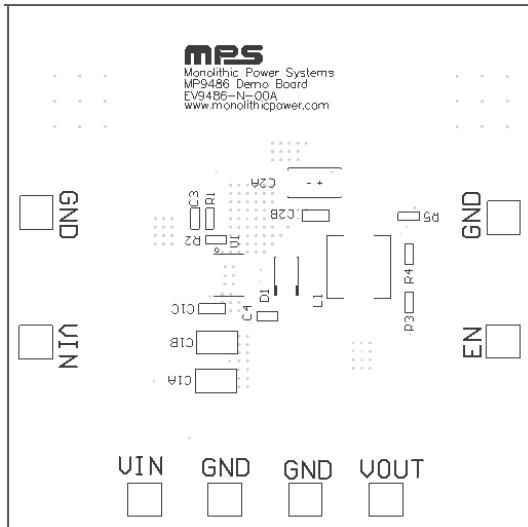 MPS
Monolithic Power Systems
MP9486 Demo Board
EV9486-N-00A
www.monolithicpower.com
C2A
- +
C3
R1
C2B
R5
GND
GND
R2
U1
R4
D1
L1
C1C
C4
R3
VIN
C1B
EN
C1A
VIN GND GND VOUT